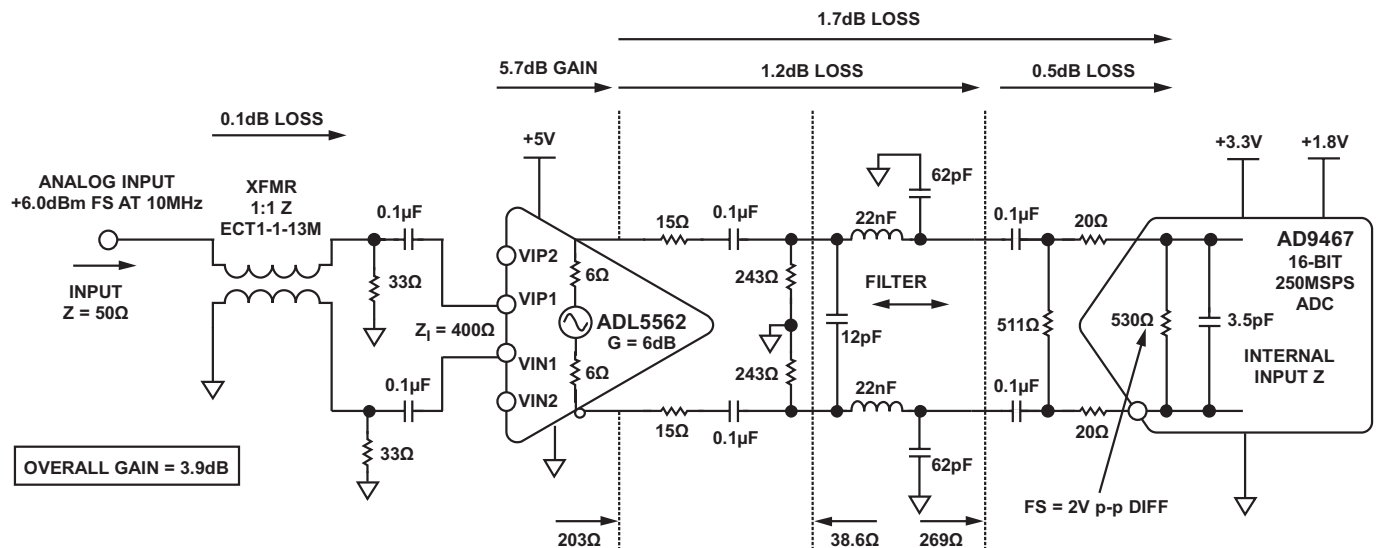 1.7dB LOSS
5.7dB GAIN
1.2dB LOSS
0.5dB LOSS
0.1dB LOSS
+5V
+3.3V
+1.8V
ANALOG INPUT
+6.0dBm FS AT 10MHz
XFMR
1:1 Z
ECT1-1-13M
0.1µF
INPUT
Z = 50Ω
33Ω
0.1µF
33Ω
Z_I = 400Ω
VIP2
VIP1
VIN1
VIN2
6Ω
ADL5562
G = 6dB
6Ω
15Ω
0.1µF
15Ω
0.1µF
243Ω
243Ω
12pF
22nF
62pF
FILTER
22nF
62pF
0.1µF
20Ω
511Ω
0.1µF
20Ω
530Ω
3.5pF
AD9467
16-BIT
250MSPS
ADC
INTERNAL
INPUT Z
FS = 2V p-p DIFF
OVERALL GAIN = 3.9dB
203Ω
38.6Ω
269Ω